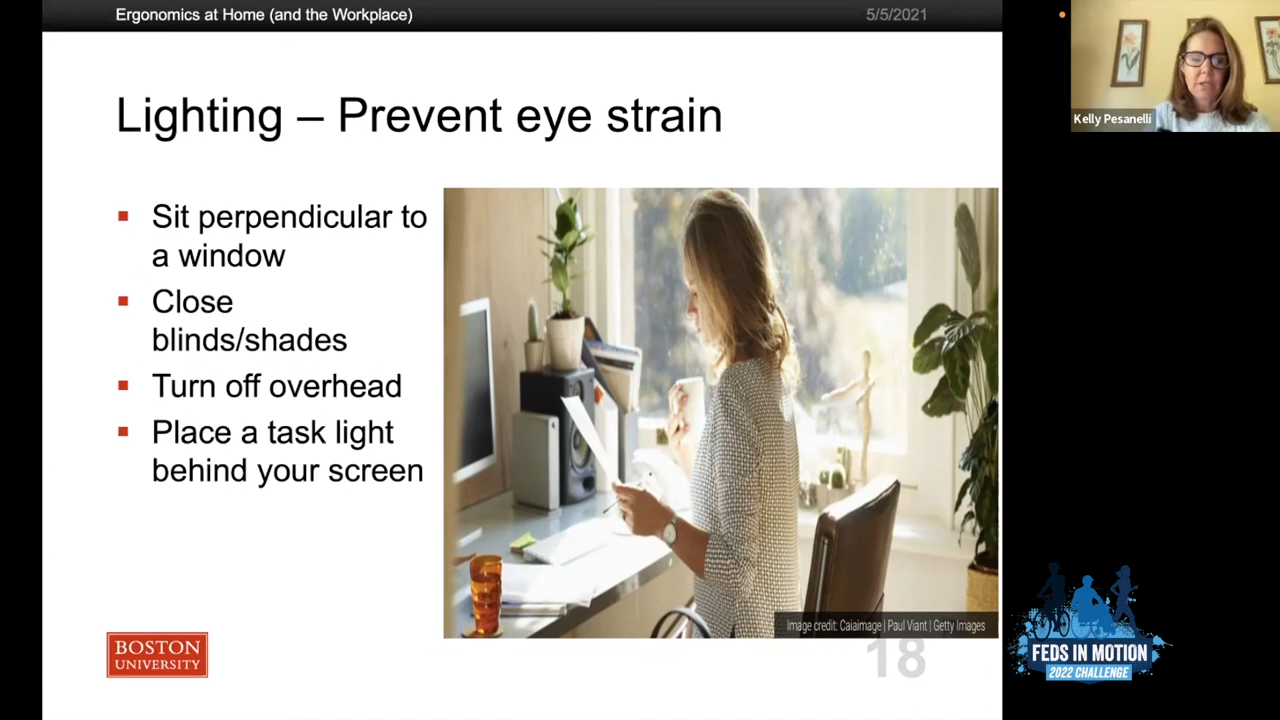 Ergonomics at Home (and the Workplace)
5/5/2021
Kelly Pesanelli
Lighting – Prevent eye strain
▪ Sit perpendicular to
a window
▪ Close
blinds/shades
▪ Turn off overhead
▪ Place a task light
behind your screen
Image credit: Caiaimage | Paul Viant | Getty Images
BOSTON
UNIVERSITY
18
FEDS IN MOTION
2022 CHALLENGE